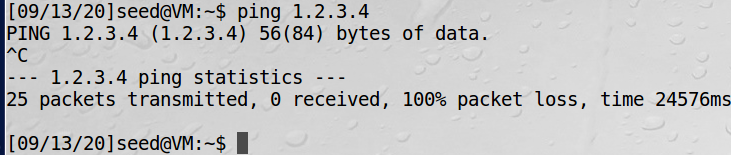 [09/13/20]seed@VM:~$ ping 1.2.3.4
PING 1.2.3.4 (1.2.3.4) 56(84) bytes of data.
^C
--- 1.2.3.4 ping statistics ---
25 packets transmitted, 0 received, 100% packet loss, time 24576ms
[09/13/20]seed@VM:~$